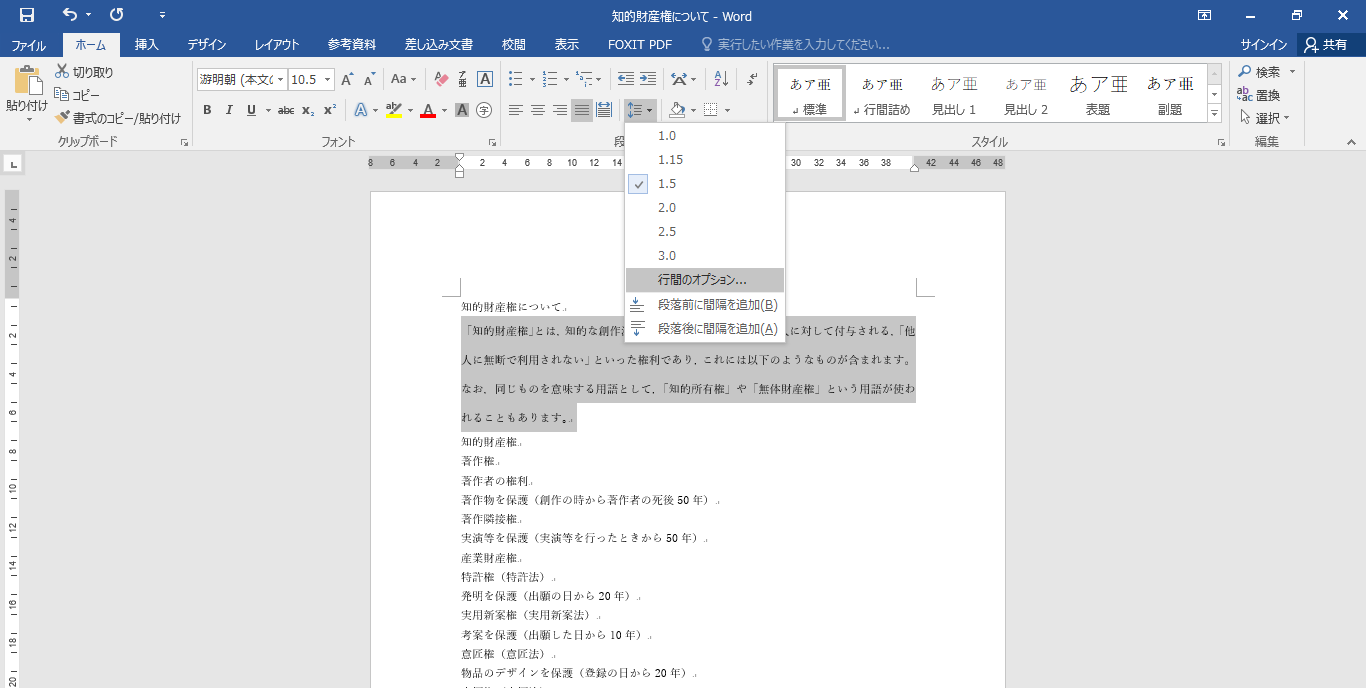 知的財産権について - Word
ファイル ホーム 挿入 デザイン レイアウト 参考資料 差し込み文書 校閲 表示 FOXIT PDF 実行したい作業を入力してください... サインイン 共有
貼り付け
切り取り
コピー
書式のコピー/貼り付け
クリップボード
游明朝 (本文の 10.5
フォント
段
あア亜 あア亜 あア亜 あア亜 あア亜 あア亜
標準 行間詰め 見出し 1 見出し 2 表題 副題
スタイル
検索
置換
選択
編集
1.0
1.15
1.5
2.0
2.5
3.0
行間のオプション...
段落前に間隔を追加(B)
段落後に間隔を追加(A)
8 6 4 2 2 4 6 8 10 12 14 30 32 34 36 38 42 44 46 48
知的財産権について
「知的財産権」とは、知的な創作 人に対して付与される，「他
人に無断で利用されない」といった権利であり，これには以下のようなものが含まれます。
なお，同じものを意味する用語として，「知的所有権」や「無体財産権」という用語が使わ
れることもあります。
知的財産権
著作権
著作者の権利
著作物を保護（創作の時から著作者の死後 50 年）
著作隣接権
実演等を保護（実演等を行ったときから 50 年）
産業財産権
特許権（特許法）
発明を保護（出願の日から 20 年）
実用新案権（実用新案法）
考案を保護（出願した日から 10 年）
意匠権（意匠法）
物品のデザインを保護（登録の日から 20 年）